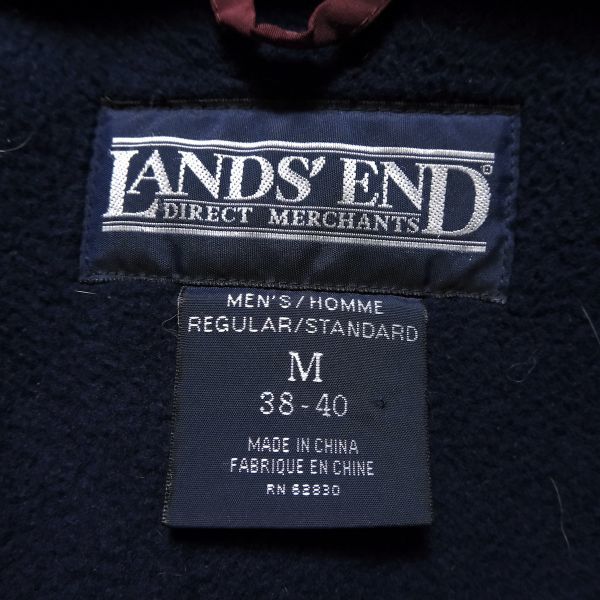 LANDS' END
DIRECT MERCHANTS
MEN'S/HOMME
REGULAR/STANDARD
M
38-40
MADE IN CHINA
FABRIQUE EN CHINE
RN 62830